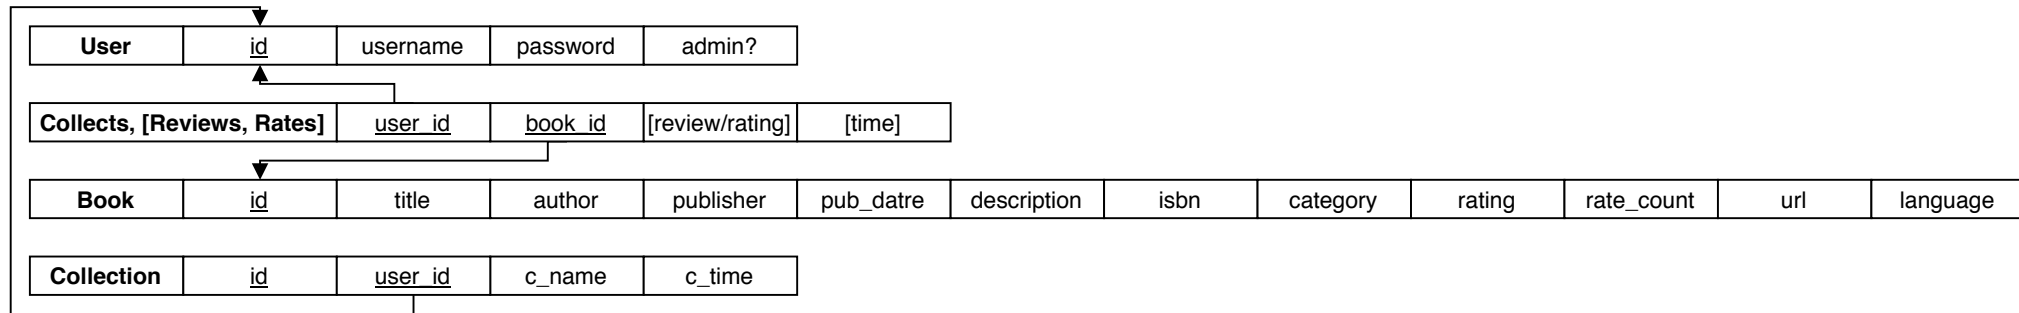 User id username password admin?
Collects, [Reviews, Rates] user_id book_id [review/rating] [time]
Book id title author publisher pub_datre description isbn category rating rate_count url language
Collection id user_id c_name c_time